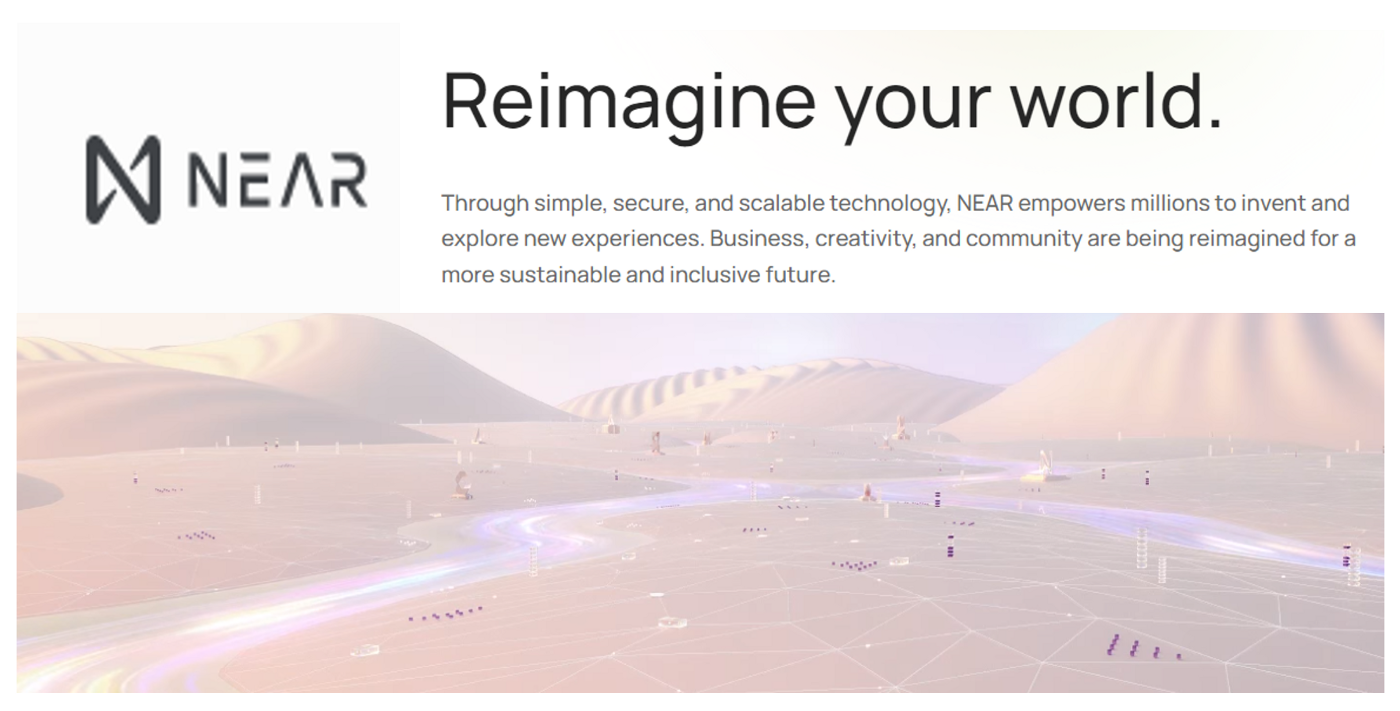 NEAR
Reimagine your world.
Through simple, secure, and scalable technology, NEAR empowers millions to invent and
explore new experiences. Business, creativity, and community are being reimagined for a
more sustainable and inclusive future.